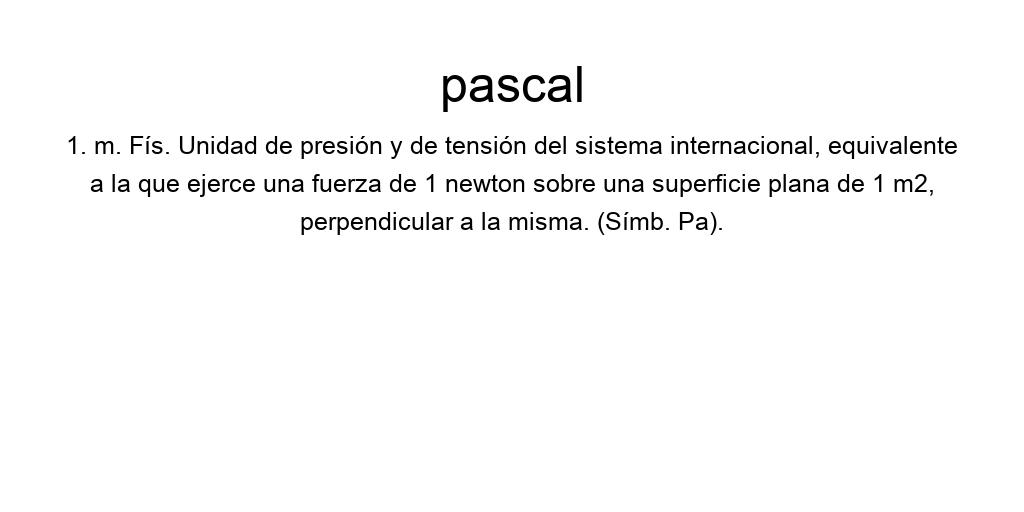 pascal
1. m. Fís. Unidad de presión y de tensión del sistema internacional, equivalente
a la que ejerce una fuerza de 1 newton sobre una superficie plana de 1 m2,
perpendicular a la misma. (Símb. Pa).